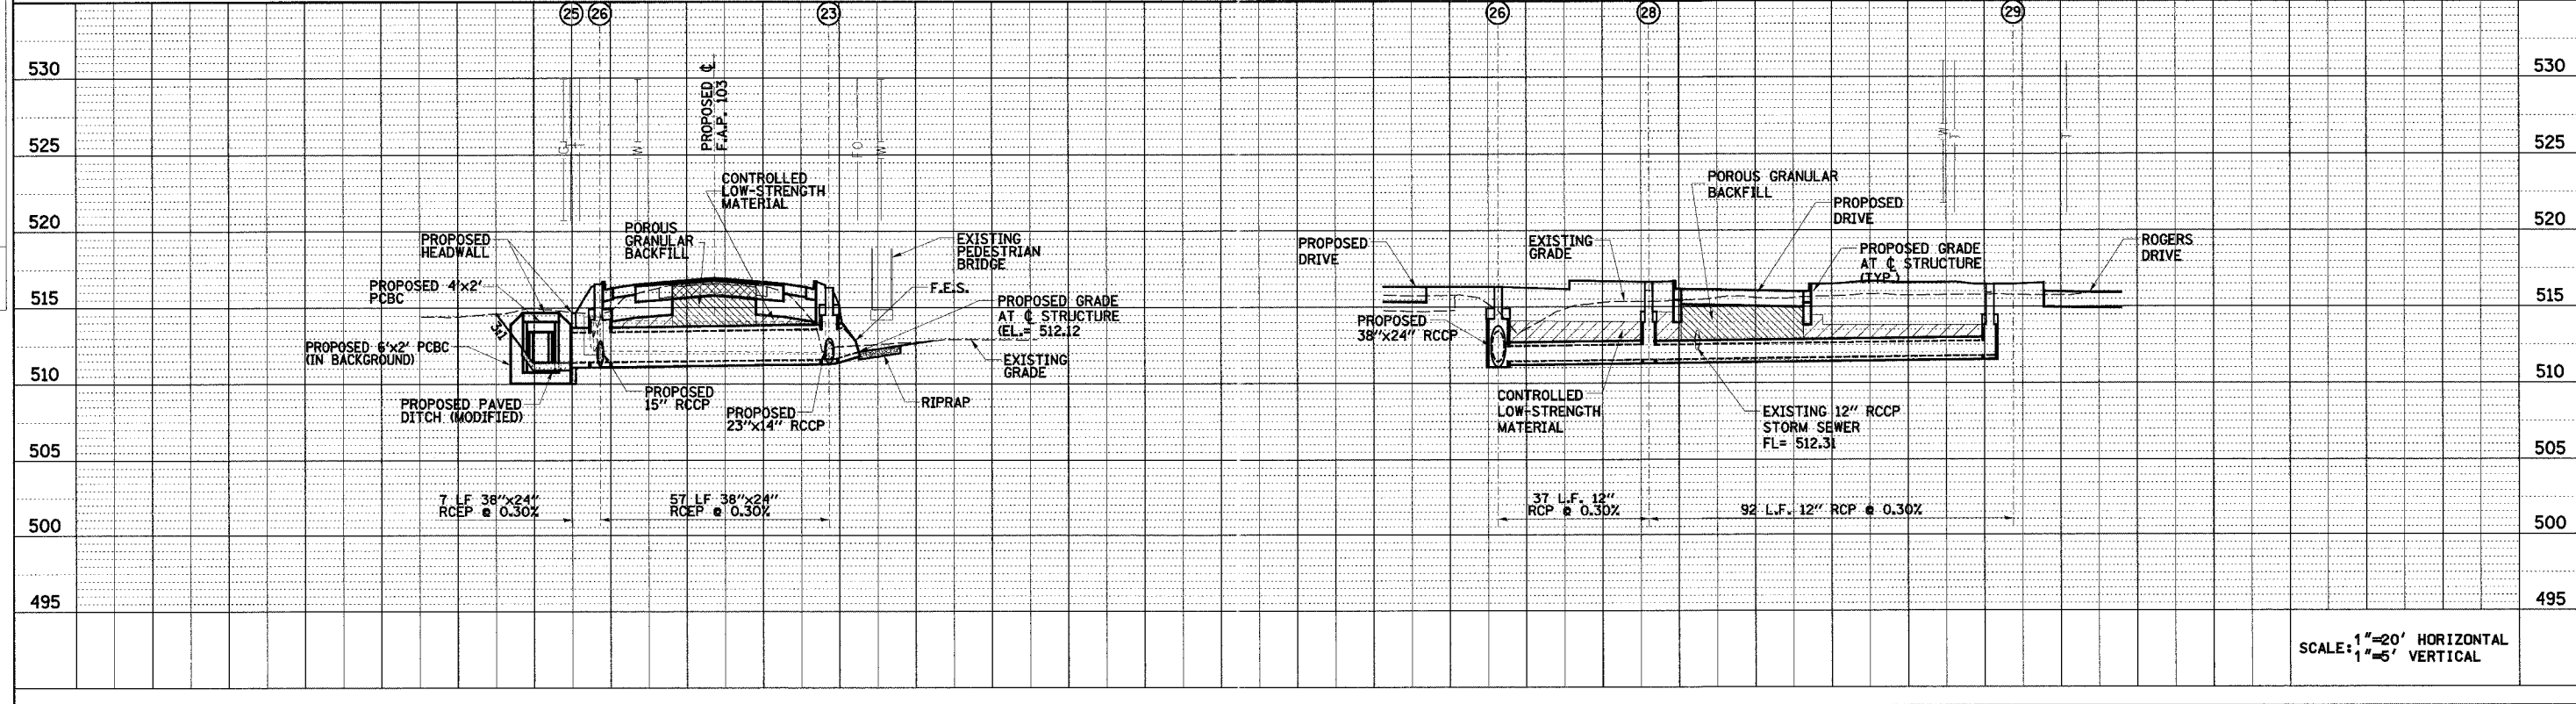 25 26 23 26 28 29
530 530
525 525
520 520
515 515
510 510
505 505
500 500
495 495
PROPOSED ℄
F.A.P. 103
G
T
W
FO
W
CONTROLLED
LOW-STRENGTH
MATERIAL
POROUS
GRANULAR
BACKFILL
PROPOSED
HEADWALL
PROPOSED 4'x2'
PCBC
3:1
PROPOSED 6'x2' PCBC
(IN BACKGROUND)
PROPOSED PAVED
DITCH (MODIFIED)
PROPOSED
15" RCCP
PROPOSED
23"x14" RCCP
EXISTING
PEDESTRIAN
BRIDGE
F.E.S.
PROPOSED GRADE
AT ℄ STRUCTURE
(EL.= 512.12
EXISTING
GRADE
RIPRAP
7 LF 38"x24"
RCEP @ 0.30%
57 LF 38"x24"
RCEP @ 0.30%
W
T
T
POROUS GRANULAR
BACKFILL
PROPOSED
DRIVE
PROPOSED
DRIVE
EXISTING
GRADE
PROPOSED GRADE
AT ℄ STRUCTURE
(TYP.)
ROGERS
DRIVE
PROPOSED
38"x24" RCCP
CONTROLLED
LOW-STRENGTH
MATERIAL
EXISTING 12" RCCP
STORM SEWER
FL= 512.31
37 L.F. 12"
RCP @ 0.30%
92 L.F. 12" RCP @ 0.30%
SCALE: 1"=20' HORIZONTAL
1"=5' VERTICAL